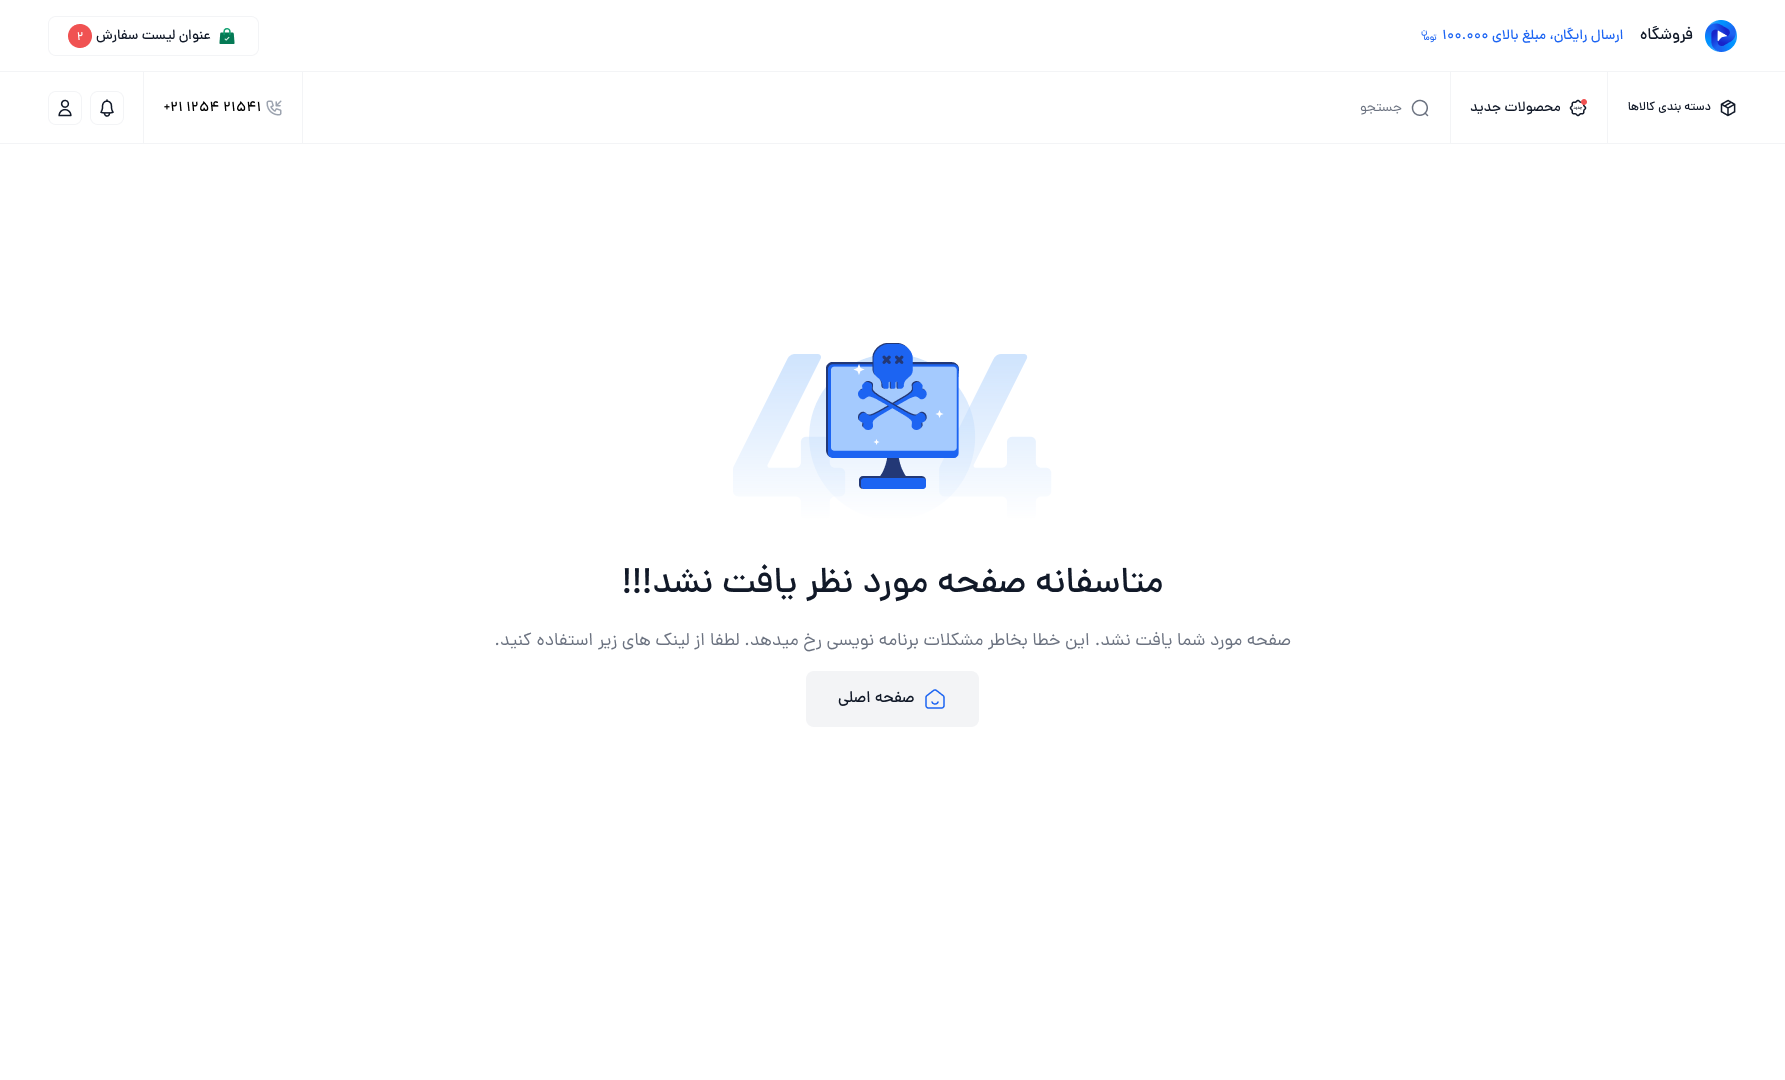 فروشگاه
ارسال رایگان، مبلغ بالای ۱۰۰.۰۰۰ تومان
عنوان لیست سفارش ۲
دسته بندی کالاها
محصولات جدید
جستجو
+۲۱ ۱۲۵۴ ۲۱۵۴۱
404
متاسفانه صفحه مورد نظر یافت نشد!!!
صفحه مورد شما یافت نشد. این خطا بخاطر مشکلات برنامه نویسی رخ میدهد. لطفا از لینک های زیر استفاده کنید.
صفحه اصلی